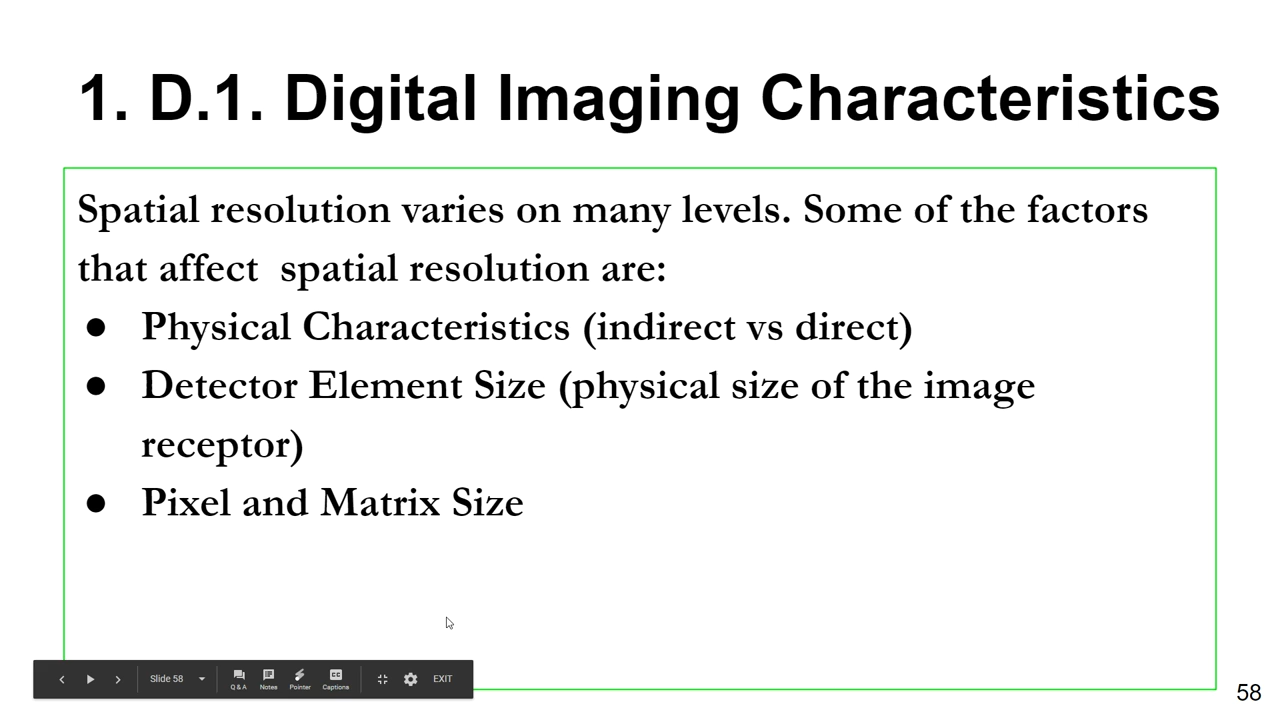 1. D.1. Digital Imaging Characteristics
Spatial resolution varies on many levels. Some of the factors
that affect  spatial resolution are:
● Physical Characteristics (indirect vs direct)
● Detector Element Size (physical size of the image
receptor)
● Pixel and Matrix Size
Slide 58
Q & A
Notes
Pointer
CC
Captions
EXIT
58